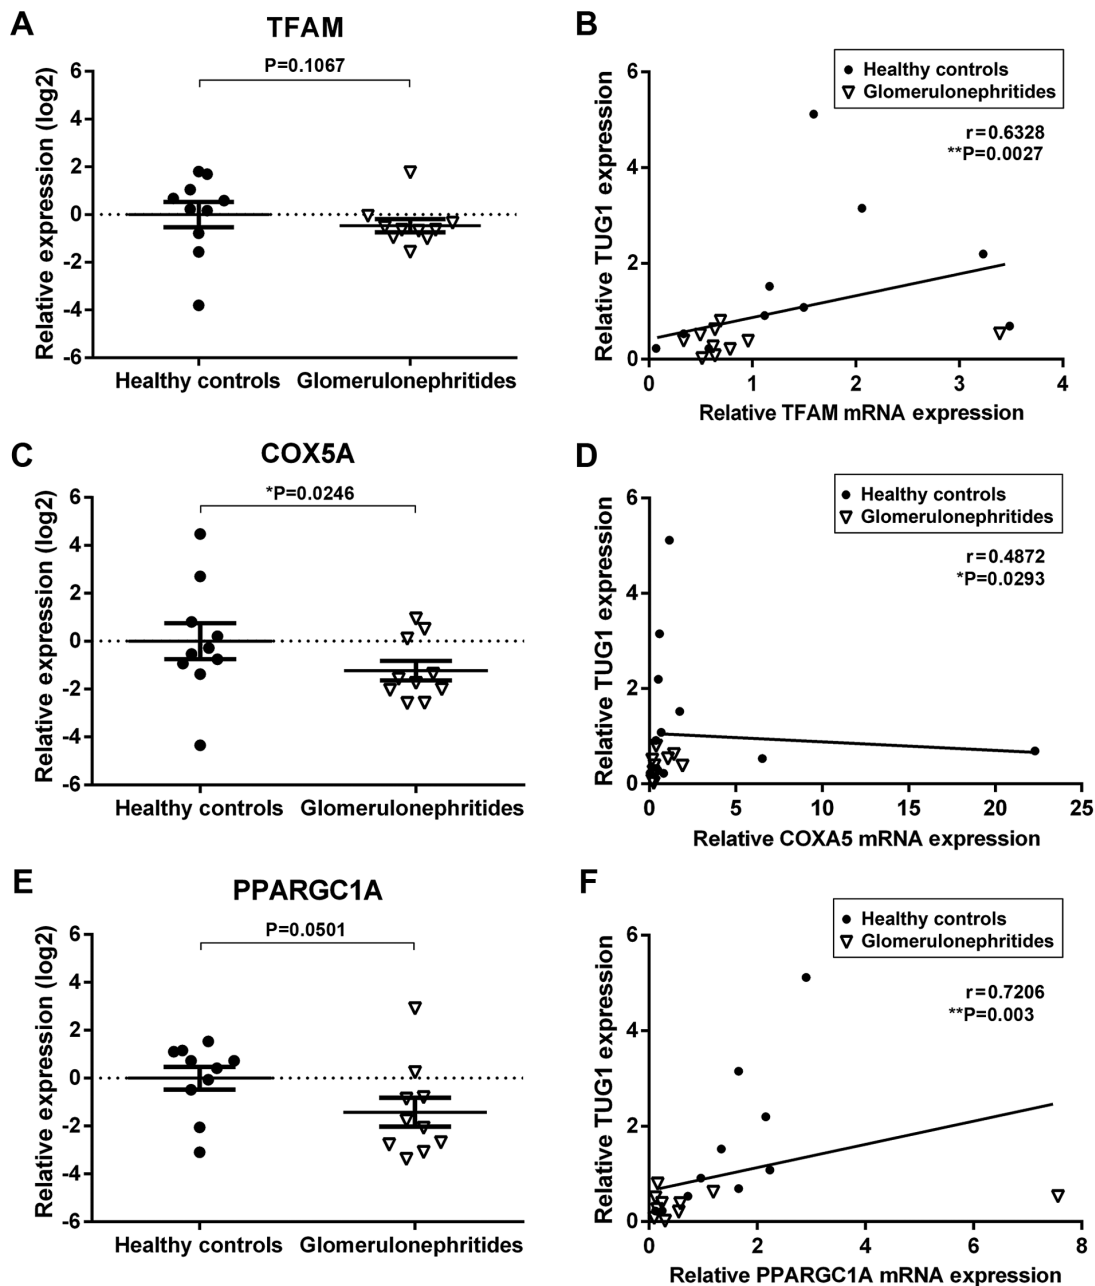 A
TFAM
P=0.1067
Relative expression (log2)
6
4
2
0
-2
-4
-6
Healthy controls
Glomerulonephritides
B
Healthy controls
Glomerulonephritides
r=0.6328
**P=0.0027
Relative TUG1 expression
6
4
2
0
0
1
2
3
4
Relative TFAM mRNA expression
C
COX5A
*P=0.0246
Relative expression (log2)
6
4
2
0
-2
-4
-6
Healthy controls
Glomerulonephritides
D
Healthy controls
Glomerulonephritides
r=0.4872
*P=0.0293
Relative TUG1 expression
6
4
2
0
0
5
10
15
20
25
Relative COXA5 mRNA expression
E
PPARGC1A
P=0.0501
Relative expression (log2)
6
4
2
0
-2
-4
-6
Healthy controls
Glomerulonephritides
F
Healthy controls
Glomerulonephritides
r=0.7206
**P=0.003
Relative TUG1 expression
6
4
2
0
0
2
4
6
8
Relative PPARGC1A mRNA expression